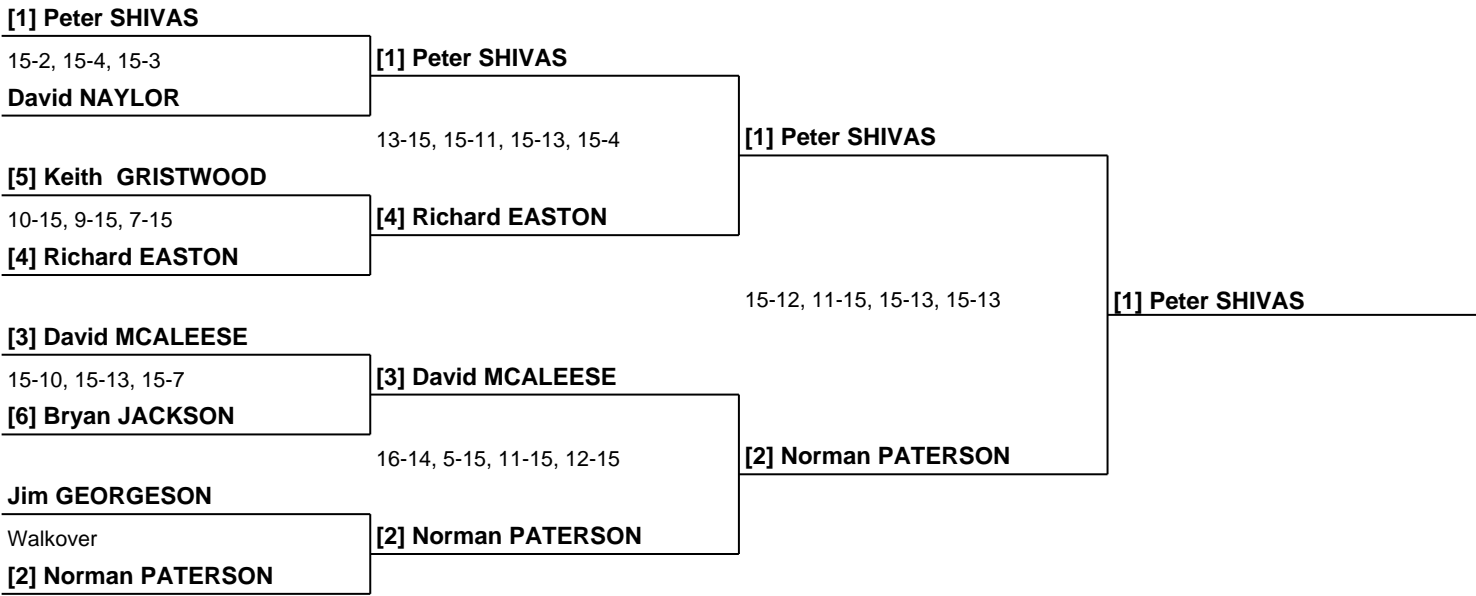 [1] Peter SHIVAS
15-2, 15-4, 15-3
[1] Peter SHIVAS
David NAYLOR
13-15, 15-11, 15-13, 15-4
[1] Peter SHIVAS
[5] Keith  GRISTWOOD
10-15, 9-15, 7-15
[4] Richard EASTON
[4] Richard EASTON
15-12, 11-15, 15-13, 15-13
[1] Peter SHIVAS
[3] David MCALEESE
15-10, 15-13, 15-7
[3] David MCALEESE
[6] Bryan JACKSON
16-14, 5-15, 11-15, 12-15
[2] Norman PATERSON
Jim GEORGESON
Walkover
[2] Norman PATERSON
[2] Norman PATERSON